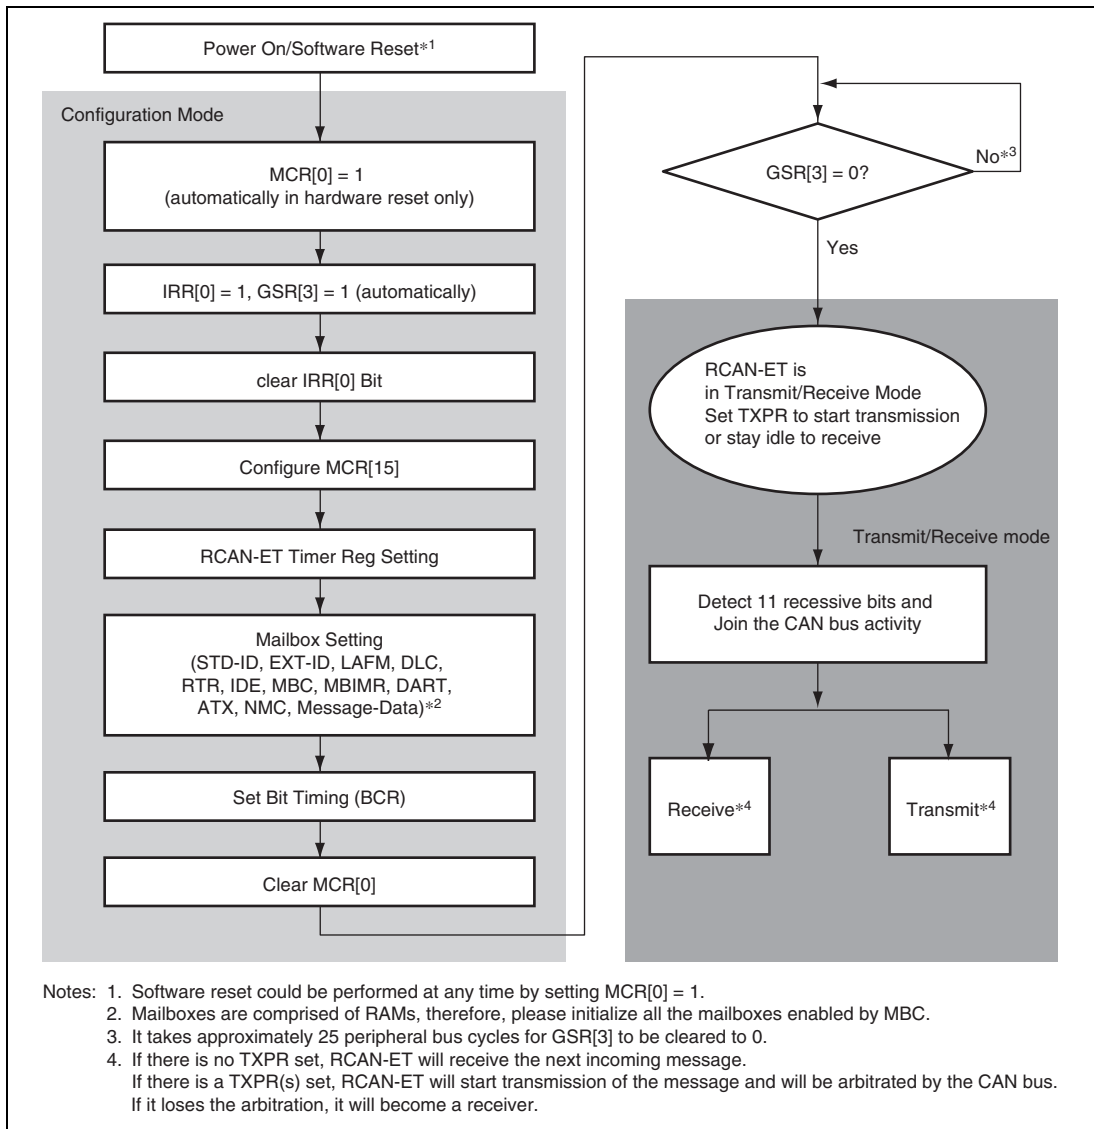 Power On/Software Reset*1
Configuration Mode
MCR[0] = 1
(automatically in hardware reset only)
IRR[0] = 1, GSR[3] = 1 (automatically)
clear IRR[0] Bit
Configure MCR[15]
RCAN-ET Timer Reg Setting
Mailbox Setting
(STD-ID, EXT-ID, LAFM, DLC,
RTR, IDE, MBC, MBIMR, DART,
ATX, NMC, Message-Data)*2
Set Bit Timing (BCR)
Clear MCR[0]
GSR[3] = 0?
No*3
Yes
RCAN-ET is
in Transmit/Receive Mode
Set TXPR to start transmission
or stay idle to receive
Transmit/Receive mode
Detect 11 recessive bits and
Join the CAN bus activity
Receive*4
Transmit*4
Notes: 1. Software reset could be performed at any time by setting MCR[0] = 1.
2. Mailboxes are comprised of RAMs, therefore, please initialize all the mailboxes enabled by MBC.
3. It takes approximately 25 peripheral bus cycles for GSR[3] to be cleared to 0.
4. If there is no TXPR set, RCAN-ET will receive the next incoming message.
If there is a TXPR(s) set, RCAN-ET will start transmission of the message and will be arbitrated by the CAN bus.
If it loses the arbitration, it will become a receiver.